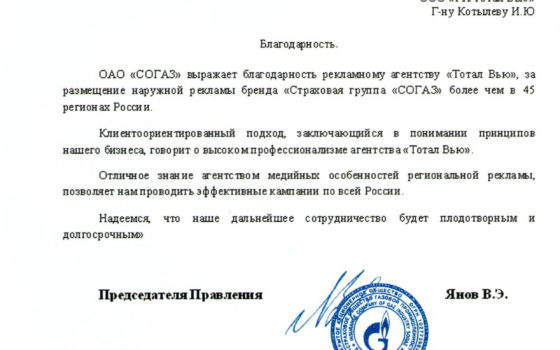 Г-ну Котылеву И.Ю
Благодарность.
ОАО «СОГАЗ» выражает благодарность рекламному агентству «Тотал Вью», за
размещение наружной рекламы бренда «Страховая группа «СОГАЗ» более чем в 45
регионах России.
Клиентоориентированный подход, заключающийся в понимании принципов
нашего бизнеса, говорит о высоком профессионализме агентства «Тотал Вью».
Отличное знание агентством медийных особенностей региональной рекламы,
позволяет нам проводить эффективные кампании по всей России.
Надеемся, что наше дальнейшее сотрудничество будет плодотворным и
долгосрочным»
Председателя Правления Янов В.Э.